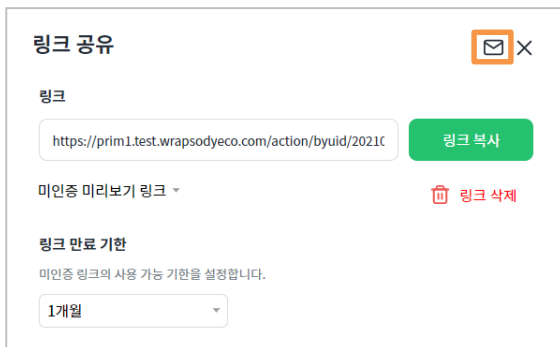 링크 공유
링크
https://prim1.test.wrapsodyeco.com/action/byuid/20210
링크 복사
미인증 미리보기 링크
링크 삭제
링크 만료 기한
미인증 링크의 사용 가능 기한을 설정합니다.
1개월